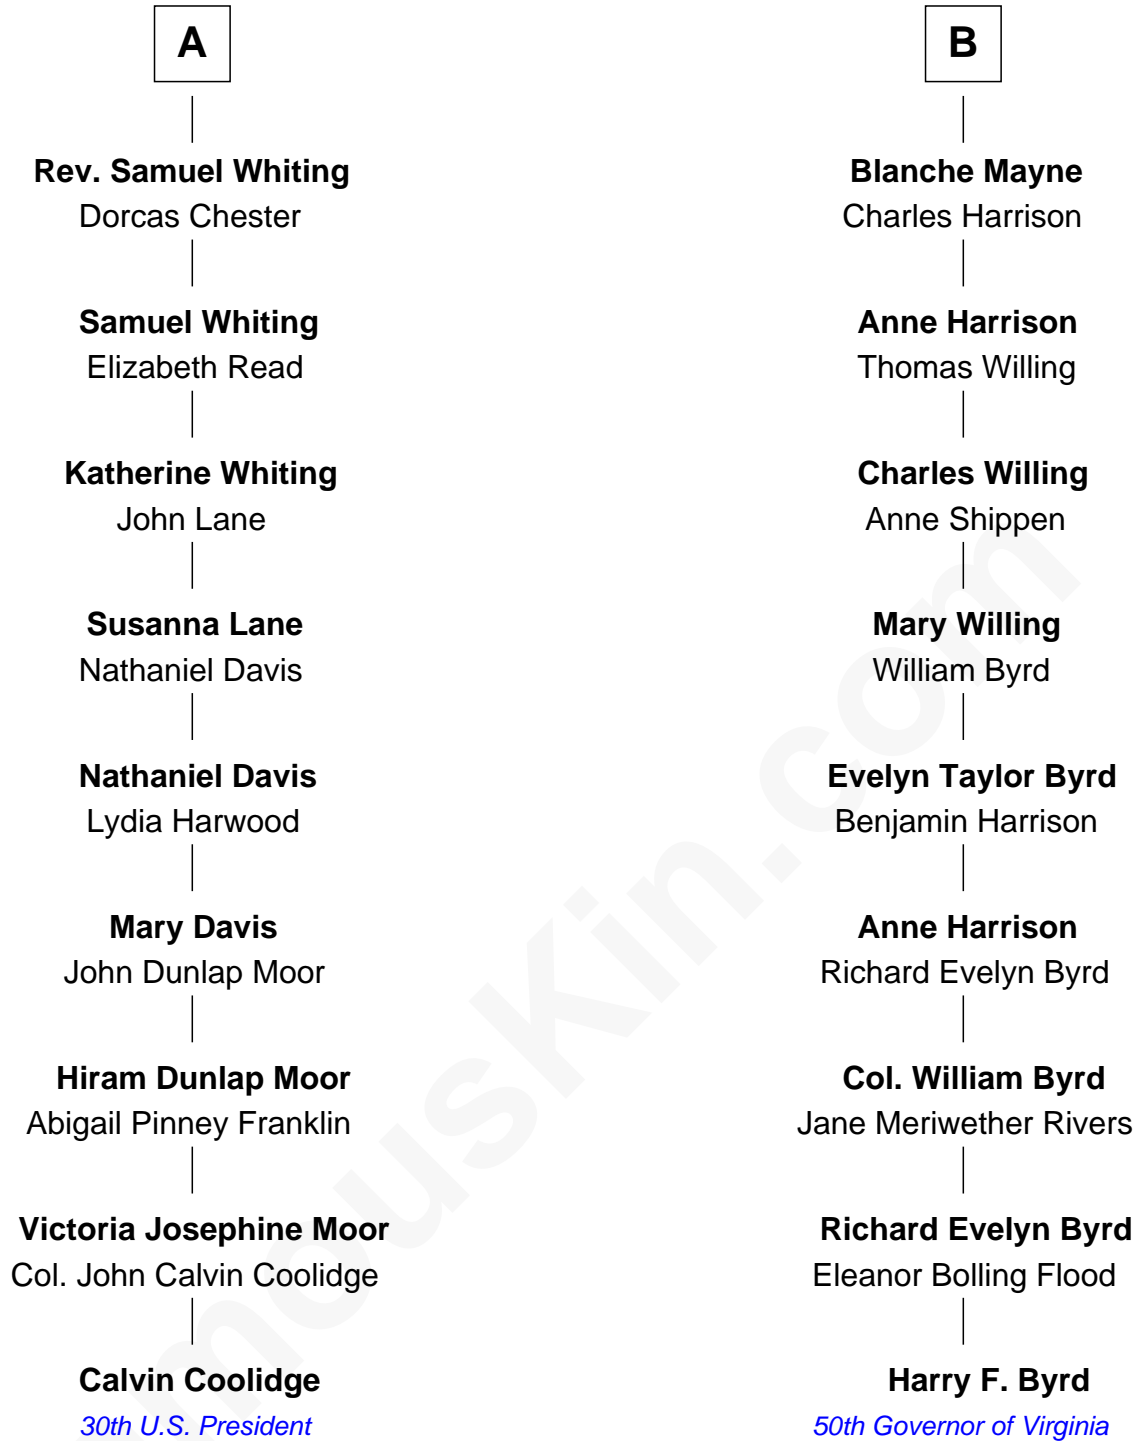 A
Rev. Samuel Whiting
Dorcas Chester
Samuel Whiting
Elizabeth Read
Katherine Whiting
John Lane
Susanna Lane
Nathaniel Davis
Nathaniel Davis
Lydia Harwood
Mary Davis
John Dunlap Moor
Hiram Dunlap Moor
Abigail Pinney Franklin
Victoria Josephine Moor
Col. John Calvin Coolidge
Calvin Coolidge
30th U.S. President
B
Blanche Mayne
Charles Harrison
Anne Harrison
Thomas Willing
Charles Willing
Anne Shippen
Mary Willing
William Byrd
Evelyn Taylor Byrd
Benjamin Harrison
Anne Harrison
Richard Evelyn Byrd
Col. William Byrd
Jane Meriwether Rivers
Richard Evelyn Byrd
Eleanor Bolling Flood
Harry F. Byrd
50th Governor of Virginia
mousKin.com